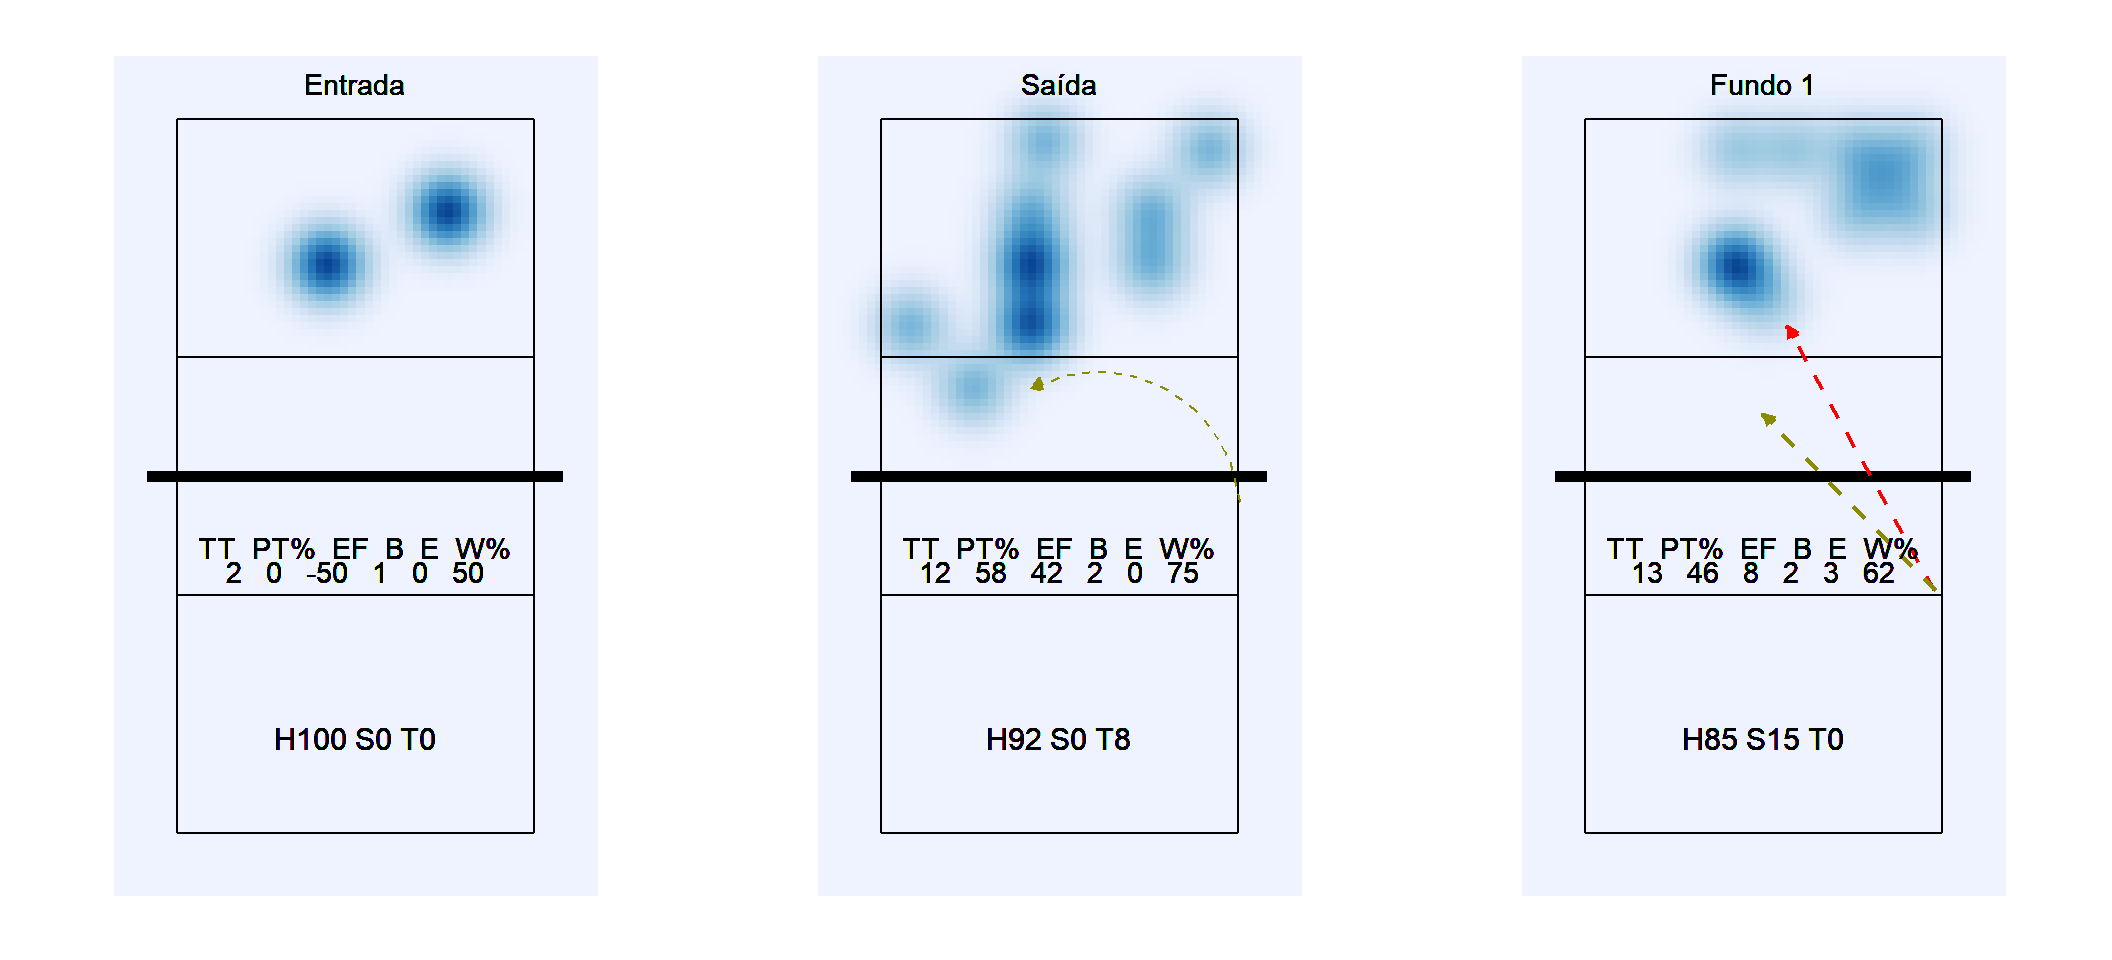 Entrada
TT PT% EF B E W%
2 0 -50 1 0 50
H100 S0 T0
Saída
TT PT% EF B E W%
12 58 42 2 0 75
H92 S0 T8
Fundo 1
TT PT% EF B E W%
13 46 8 2 3 62
H85 S15 T0